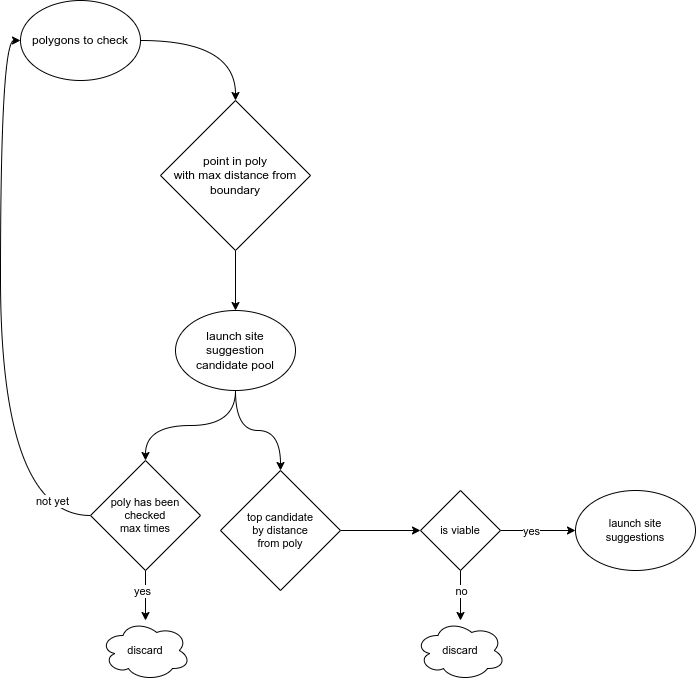 polygons to check
point in poly
with max distance from
boundary
launch site
suggestion
candidate pool
not yet
poly has been
checked
max times
top candidate
by distance
from poly
is viable
yes
launch site
suggestions
yes
no
discard
discard